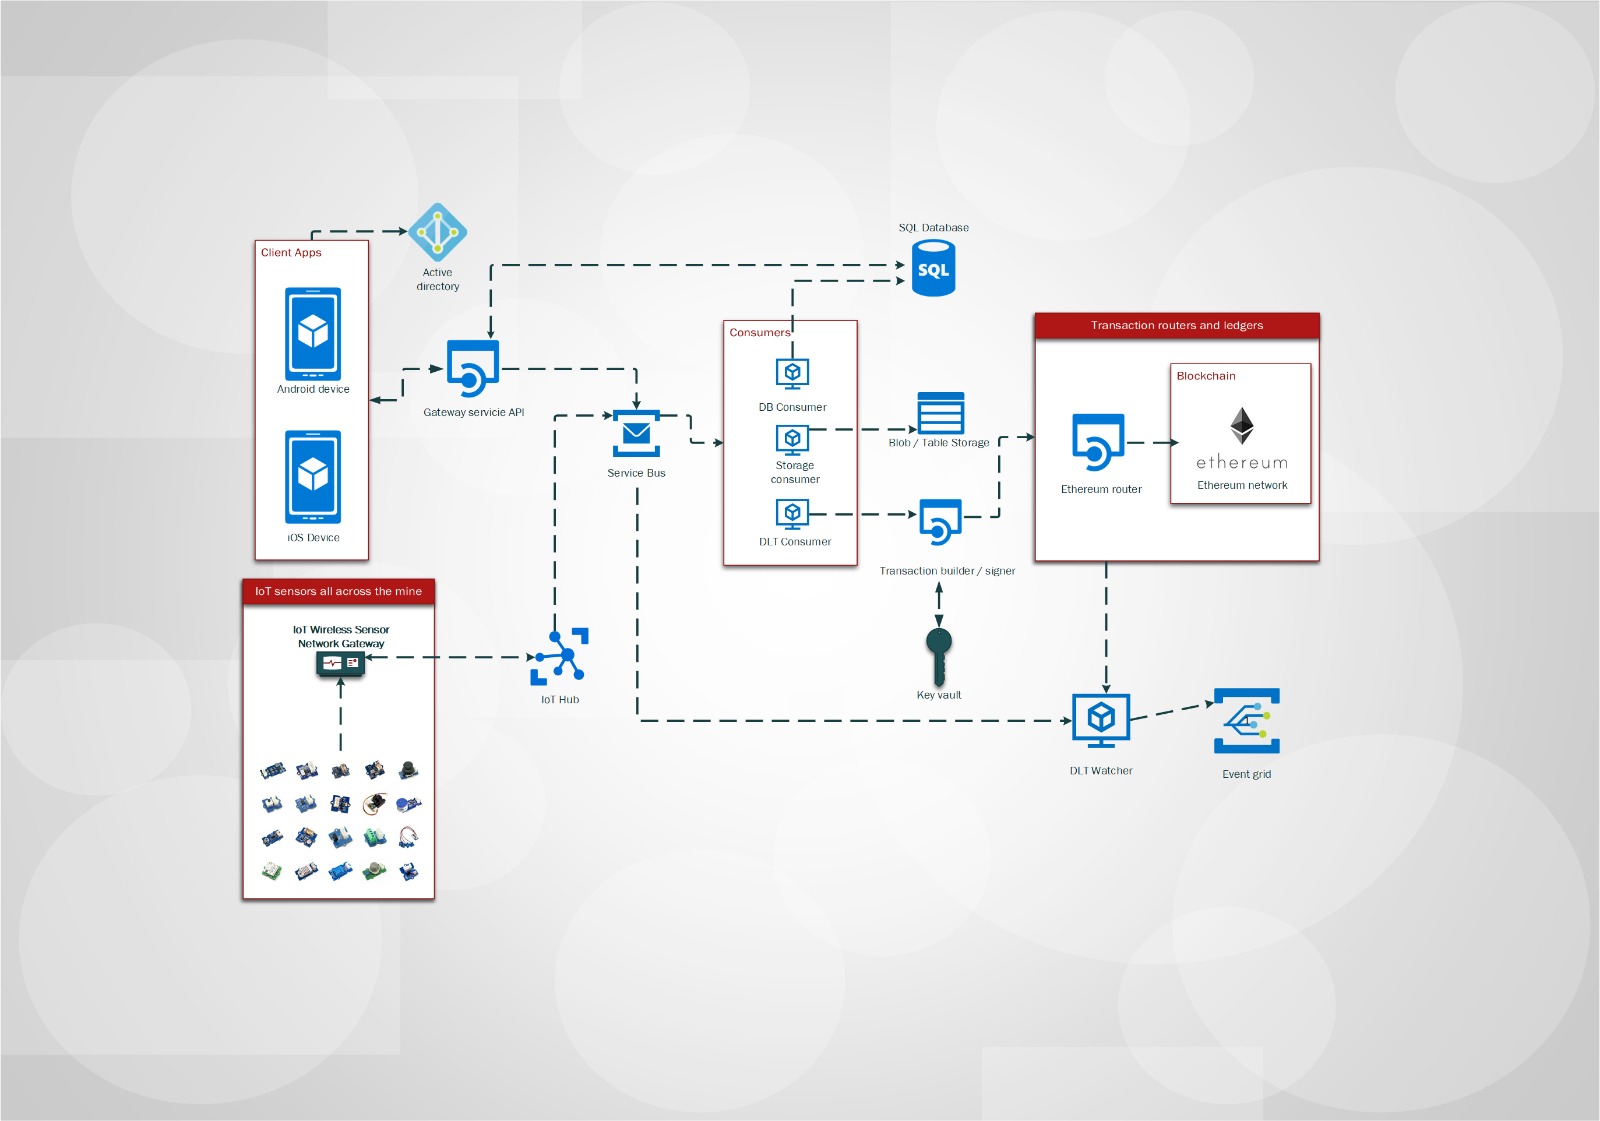 Client Apps
Android device
iOS Device
Active
directory
Gateway servicie API
SQL Database
SQL
Service Bus
Consumers
DB Consumer
Storage
consumer
DLT Consumer
Blob / Table Storage
Transaction builder / signer
Key vault
Transaction routers and ledgers
Ethereum router
Blockchain
ethereum
Ethereum network
IoT sensors all across the mine
IoT Wireless Sensor
Network Gateway
IoT Hub
DLT Watcher
Event grid